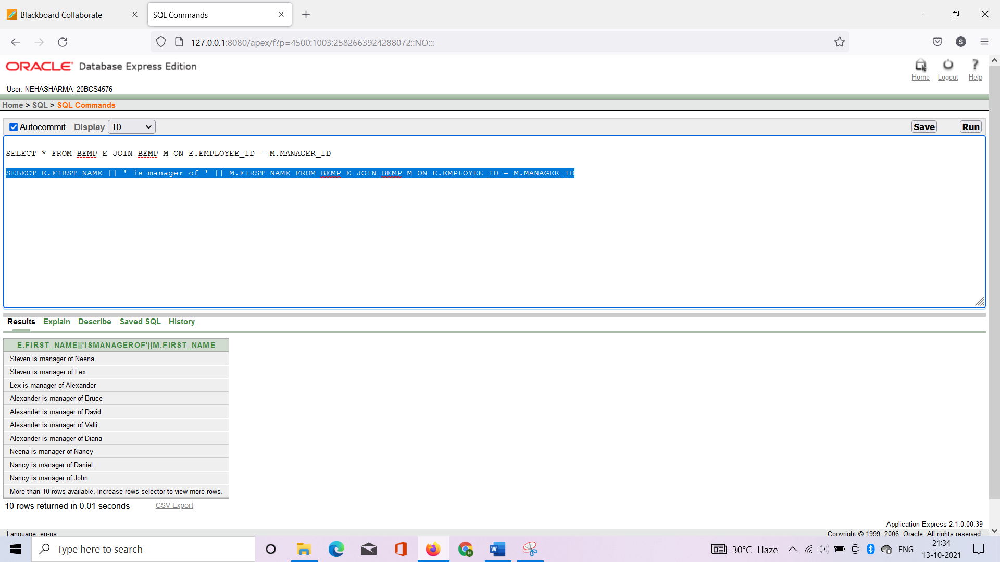 Blackboard Collaborate
SQL Commands
127.0.0.1:8080/apex/f?p=4500:1003:2582663924288072::NO:::
S
ORACLE Database Express Edition
Home Logout Help
User: NEHASHARMA_20BCS4576
Home > SQL > SQL Commands
Autocommit Display 10 Save Run
SELECT * FROM BEMP E JOIN BEMP M ON E.EMPLOYEE_ID = M.MANAGER_ID
SELECT E.FIRST_NAME || ' is manager of ' || M.FIRST_NAME FROM BEMP E JOIN BEMP M ON E.EMPLOYEE_ID = M.MANAGER_ID
Results Explain Describe Saved SQL History
E.FIRST_NAME||'ISMANAGEROF'||M.FIRST_NAME
Steven is manager of Neena
Steven is manager of Lex
Lex is manager of Alexander
Alexander is manager of Bruce
Alexander is manager of David
Alexander is manager of Valli
Alexander is manager of Diana
Neena is manager of Nancy
Nancy is manager of Daniel
Nancy is manager of John
More than 10 rows available. Increase rows selector to view more rows.
10 rows returned in 0.01 seconds CSV Export
Application Express 2.1.0.00.39
Language: en-us Copyright © 1999, 2006, Oracle. All rights reserved.
Type here to search
30°C Haze
ENG
21:34
13-10-2021